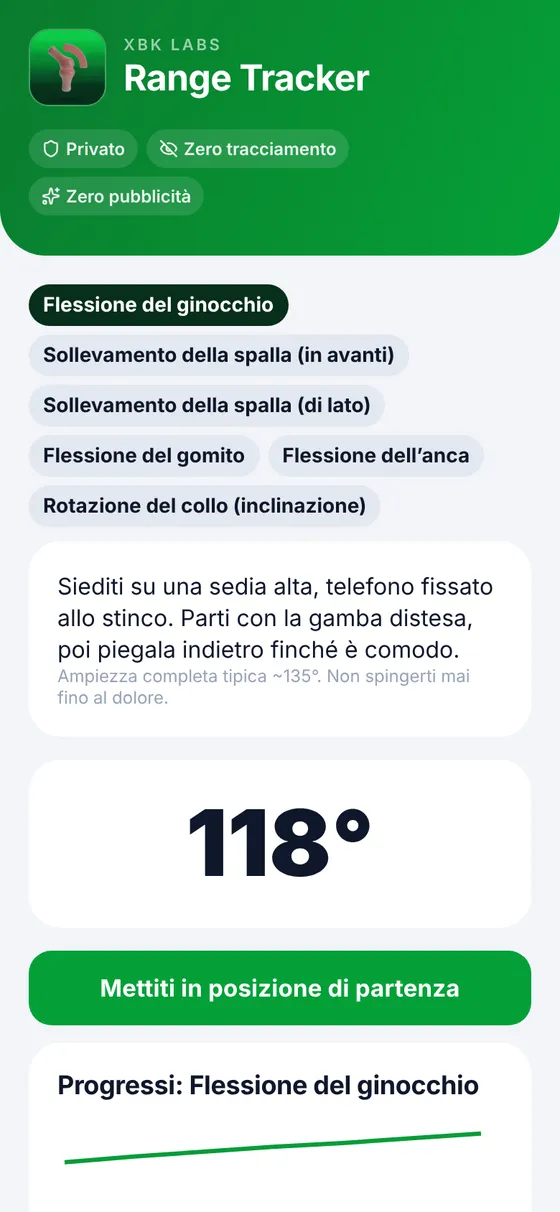 XBK LABS
Range Tracker
Privato
Zero tracciamento
Zero pubblicità
Flessione del ginocchio
Sollevamento della spalla (in avanti)
Sollevamento della spalla (di lato)
Flessione del gomito
Flessione dell’anca
Rotazione del collo (inclinazione)
Siediti su una sedia alta, telefono fissato
allo stinco. Parti con la gamba distesa,
poi piegala indietro finché è comodo.
Ampiezza completa tipica ~135°. Non spingerti mai
fino al dolore.
118°
Mettiti in posizione di partenza
Progressi: Flessione del ginocchio